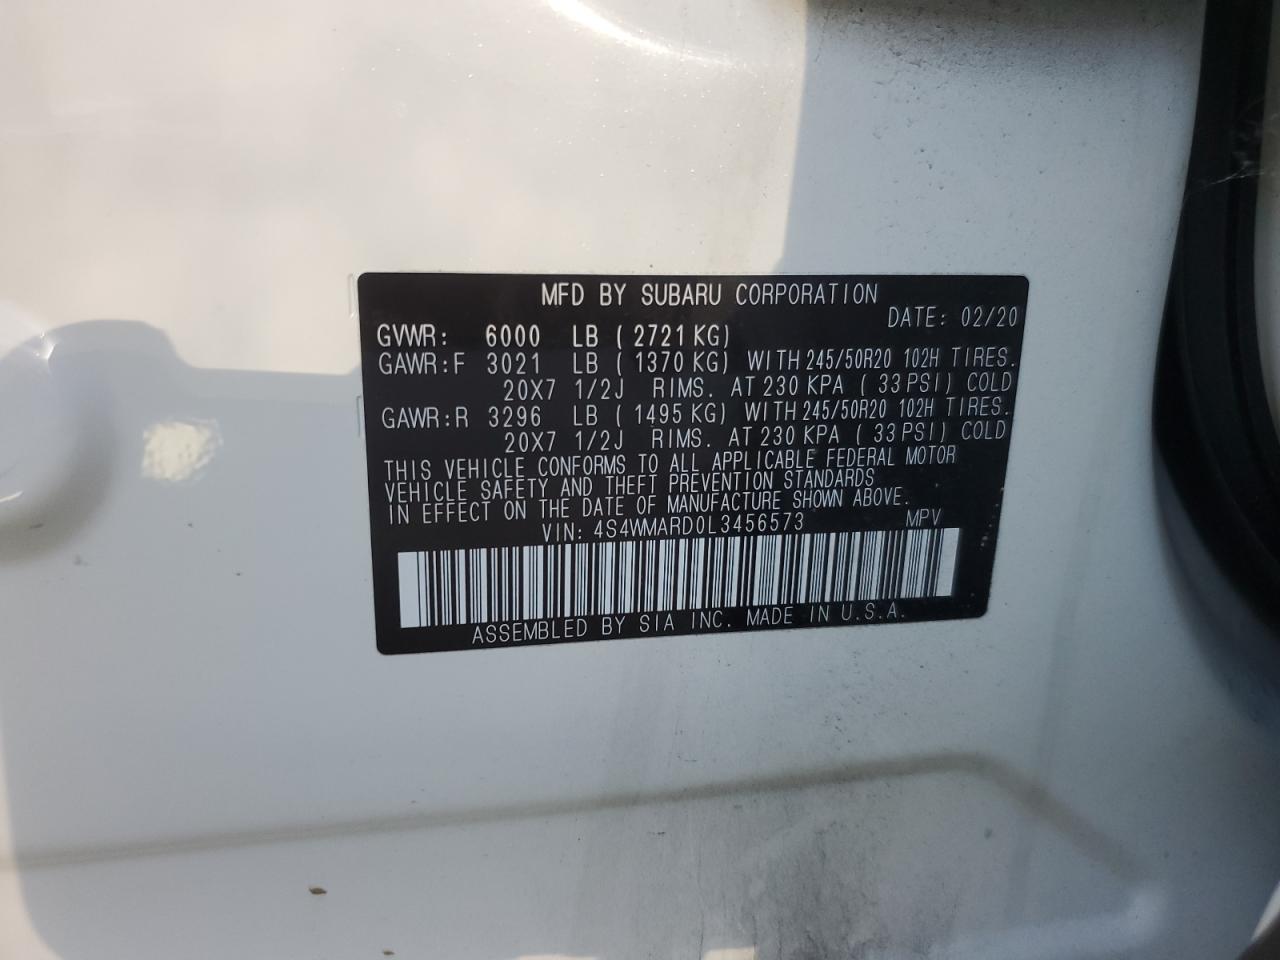 MFD BY SUBARU CORPORATION
DATE: 02/20
GVWR: 6000 LB ( 2721 KG)
GAWR:F 3021 LB ( 1370 KG) WITH 245/50R20 102H TIRES.
20X7 1/2J RIMS. AT 230 KPA ( 33 PSI) COLD
GAWR:R 3296 LB ( 1495 KG) WITH 245/50R20 102H TIRES.
20X7 1/2J RIMS. AT 230 KPA ( 33 PSI) COLD
THIS VEHICLE CONFORMS TO ALL APPLICABLE FEDERAL MOTOR
VEHICLE SAFETY AND THEFT PREVENTION STANDARDS
IN EFFECT ON THE DATE OF MANUFACTURE SHOWN ABOVE.
VIN: 4S4WMARD0L3456573 MPV
ASSEMBLED BY SIA INC. MADE IN U.S.A.